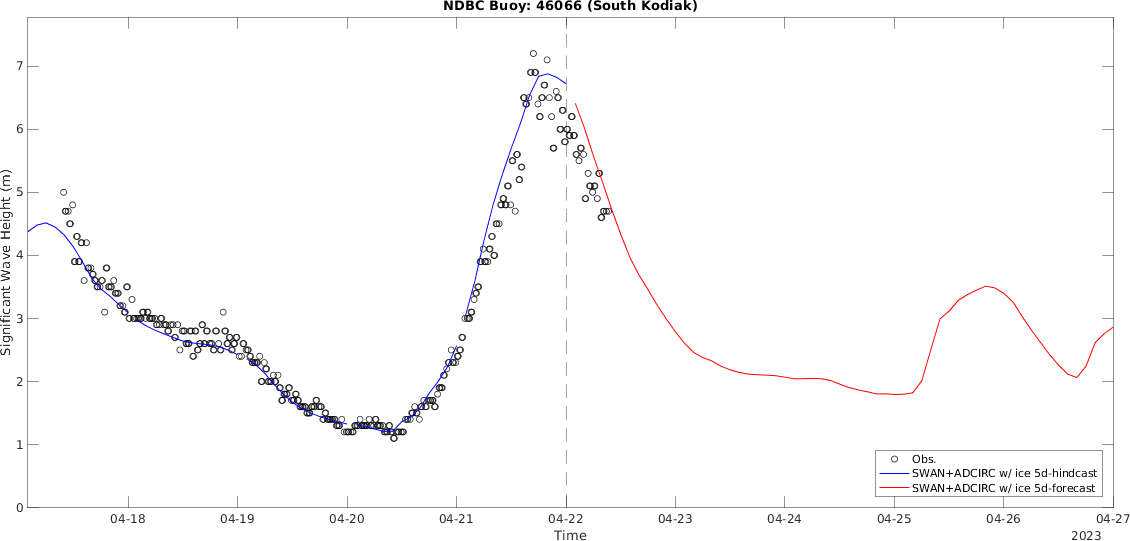 NDBC Buoy: 46066 (South Kodiak)
Significant Wave Height (m)
7
6
5
4
3
2
1
0
Obs.
SWAN+ADCIRC w/ ice 5d-hindcast
SWAN+ADCIRC w/ ice 5d-forecast
04-18 04-19 04-20 04-21 04-22 04-23 04-24 04-25 04-26 04-27
Time
2023